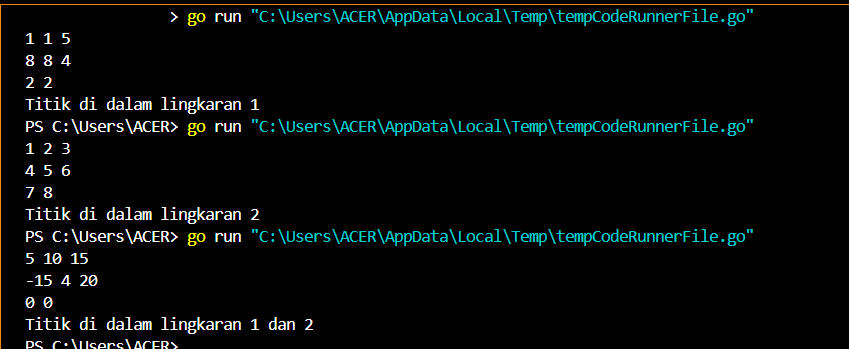 > go run "C:\Users\ACER\AppData\Local\Temp\tempCodeRunnerFile.go"
1 1 5
8 8 4
2 2
Titik di dalam lingkaran 1
PS C:\Users\ACER> go run "C:\Users\ACER\AppData\Local\Temp\tempCodeRunnerFile.go"
1 2 3
4 5 6
7 8
Titik di dalam lingkaran 2
PS C:\Users\ACER> go run "C:\Users\ACER\AppData\Local\Temp\tempCodeRunnerFile.go"
5 10 15
-15 4 20
0 0
Titik di dalam lingkaran 1 dan 2
PS C:\Users\ACER>